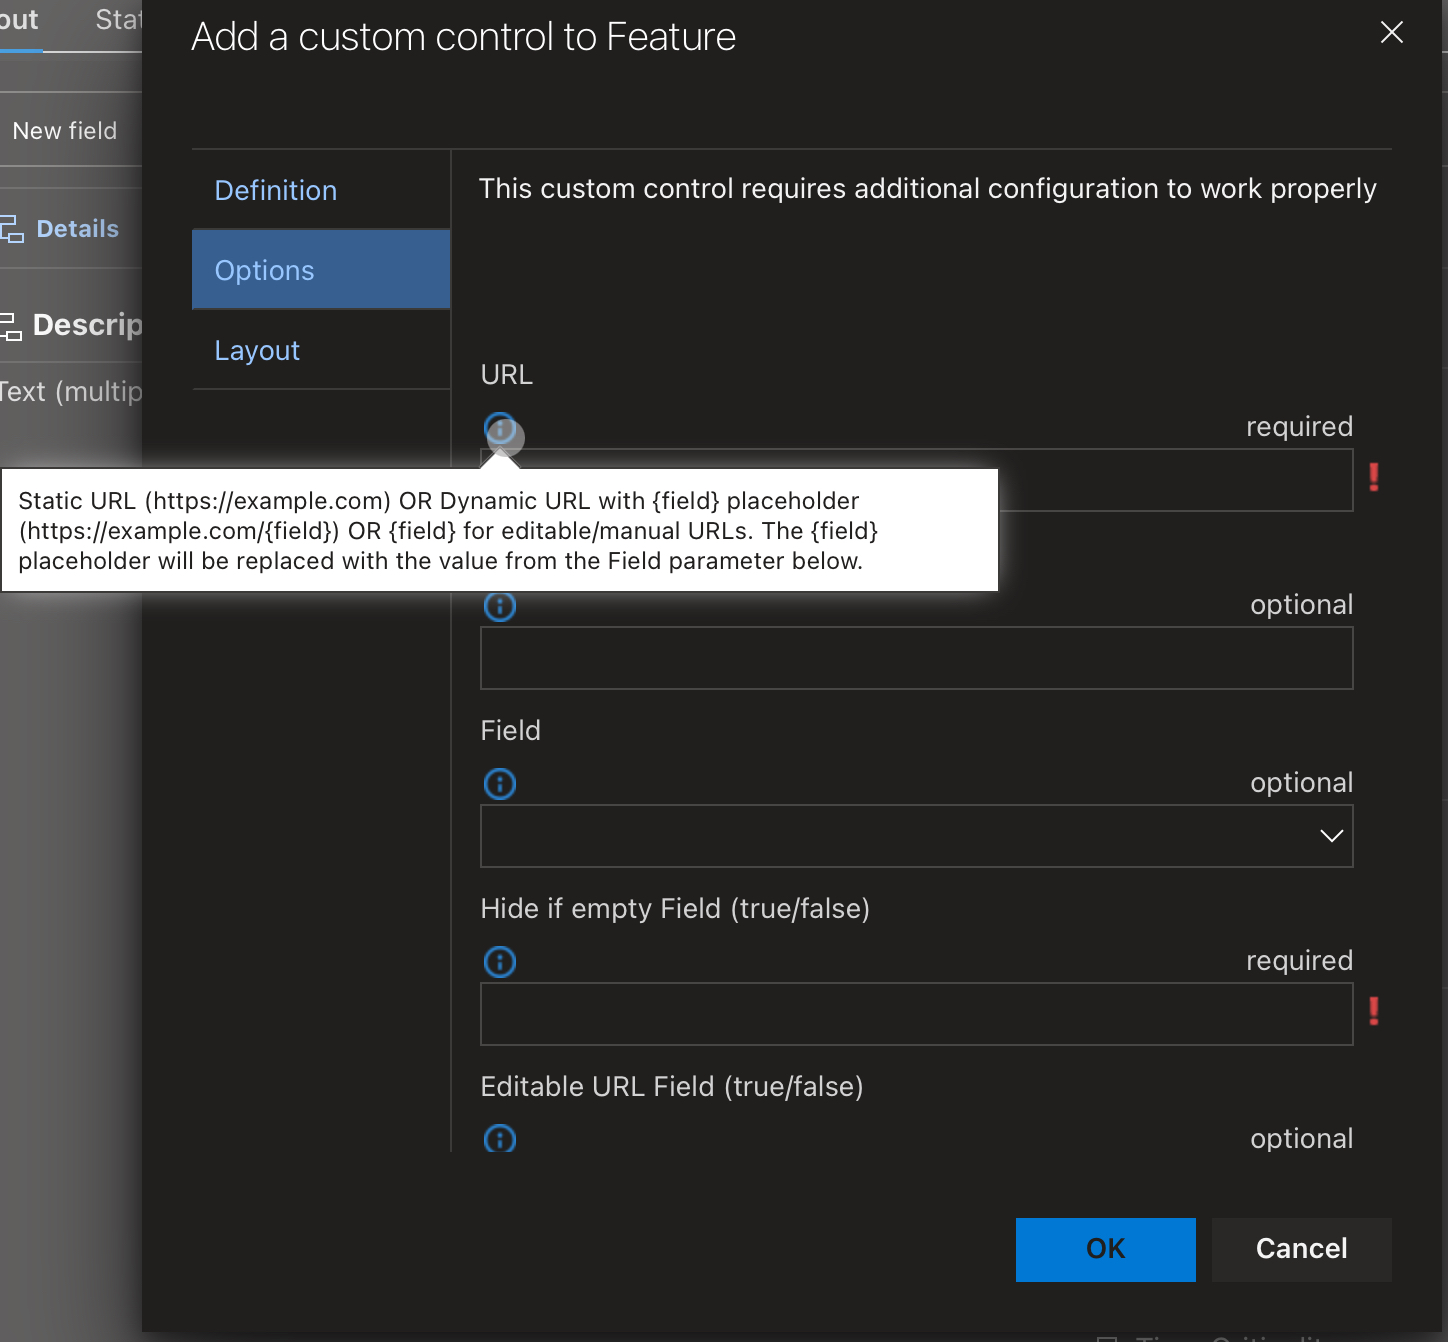 Add a custom control to Feature
New field
Details
Text
Definition
Options
Layout
This custom control requires additional configuration to work properly
URL
required
Static URL (https://example.com) OR Dynamic URL with {field} placeholder
(https://example.com/{field}) OR {field} for editable/manual URLs. The {field}
placeholder will be replaced with the value from the Field parameter below.
optional
Field
optional
Hide if empty Field (true/false)
required
Editable URL Field (true/false)
optional
OK
Cancel